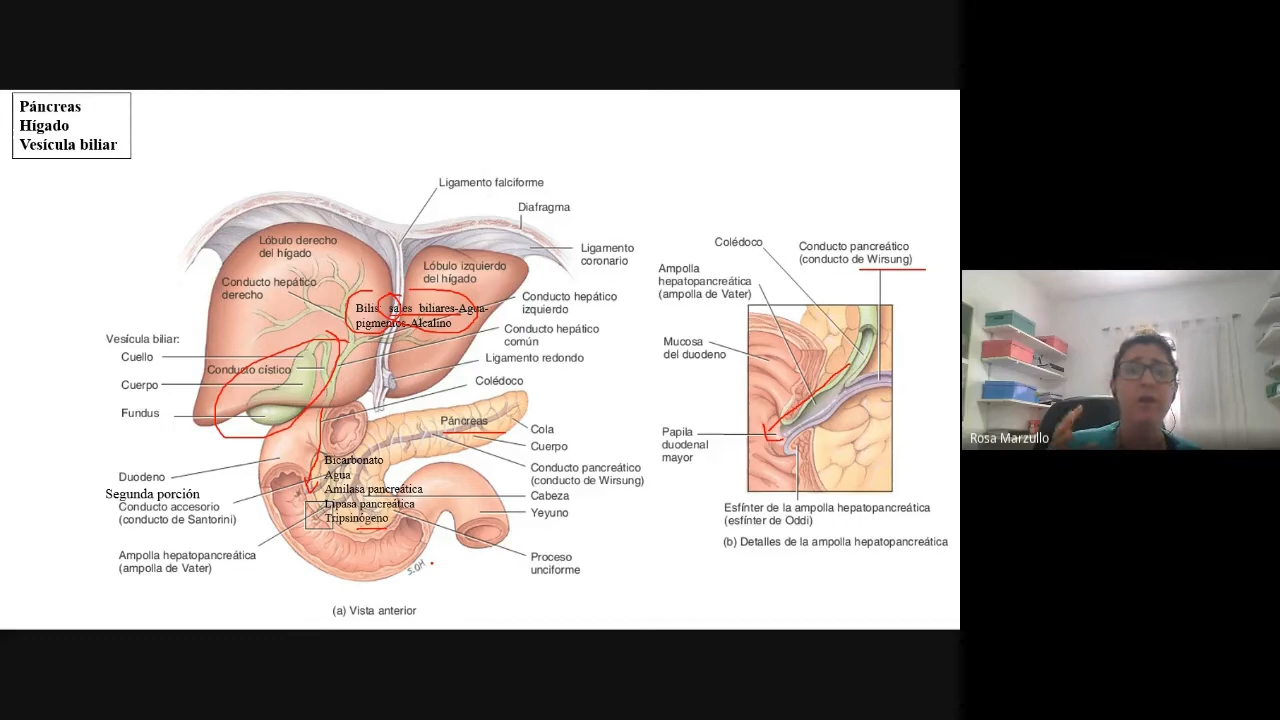 Páncreas
Hígado
Vesícula biliar
Ligamento falciforme
Diafragma
Ligamento
coronario
Lóbulo derecho
del hígado
Lóbulo izquierdo
del hígado
Conducto hepático
derecho
Bilis sales biliares-Agua-
pigmentos-Alcalino
Conducto hepático
izquierdo
Conducto hepático
común
Vesícula biliar:
Cuello
Cuerpo
Fundus
Conducto cístico
Ligamento redondo
Colédoco
Páncreas
Cola
Cuerpo
Conducto pancreático
(conducto de Wirsung)
Cabeza
Yeyuno
Bicarbonato
Agua
Amilasa pancreática
Lipasa pancreática
Tripsinógeno
Duodeno
Segunda porción
Conducto accesorio
(conducto de Santorini)
Ampolla hepatopancreática
(ampolla de Vater)
Proceso
unciforme
(a) Vista anterior
Colédoco
Conducto pancreático
(conducto de Wirsung)
Ampolla
hepatopancreática
(ampolla de Vater)
Mucosa
del duodeno
Papila
duodenal
mayor
Esfínter de la ampolla hepatopancreática
(esfínter de Oddi)
(b) Detalles de la ampolla hepatopancreática
Rosa Marzullo